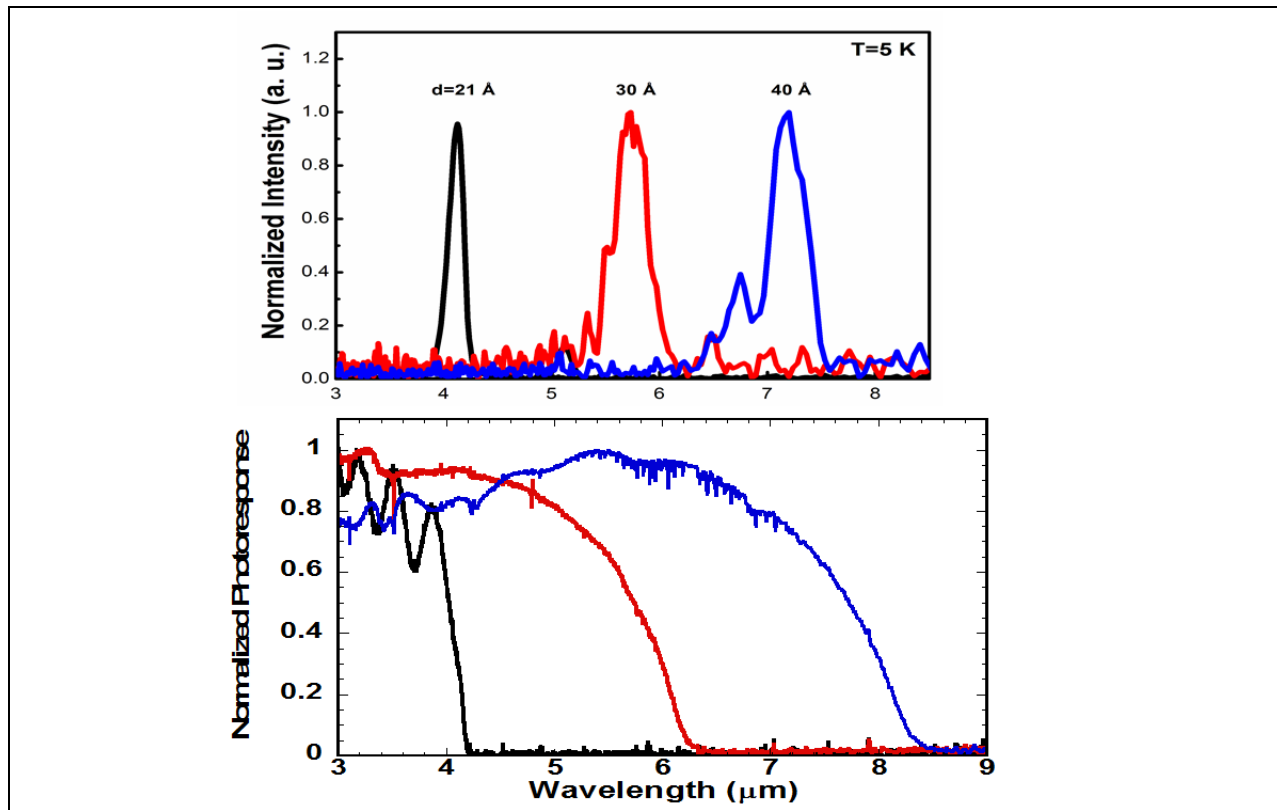 T=5 K
d=21 Å 30 Å 40 Å
Normalized Intensity (a. u.)
1.2
1.0
0.8
0.6
0.4
0.2
0.0
3 4 5 6 7 8
Normalized Photoresponse
1
0.8
0.6
0.4
0.2
0
3 4 5 6 7 8 9
Wavelength (μm)